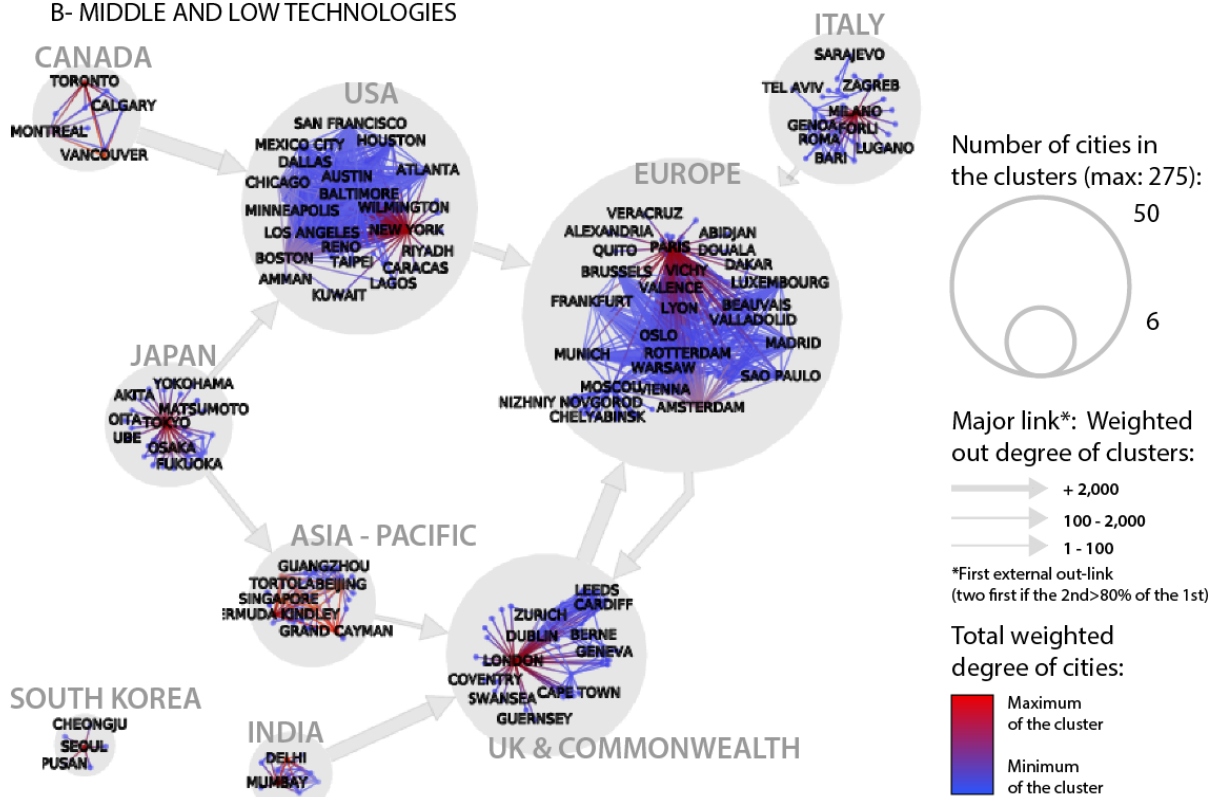 B- MIDDLE AND LOW TECHNOLOGIES
CANADA
TORONTO
CALGARY
MONTREAL
VANCOUVER
USA
SAN FRANCISCO
HOUSTON
MEXICO CITY
DALLAS
ATLANTA
AUSTIN
CHICAGO
BALTIMORE
WILMINGTON
MINNEAPOLIS
LOS ANGELES
NEW YORK
RENO
RIYADH
BOSTON
TAIPEI
CARACAS
AMMAN
LAGOS
KUWAIT
ITALY
SARAJEVO
TEL AVIV
ZAGREB
MILANO
GENOA
FORLI
ROMA
LUGANO
BARI
EUROPE
VERACRUZ
ALEXANDRIA
ABIDJAN
QUITO
PARIS
DOUALA
DAKAR
BRUSSELS
VICHY
LUXEMBOURG
VALENCE
FRANKFURT
BEAUVAIS
LYON
VALLADOLID
OSLO
MADRID
MUNICH
ROTTERDAM
WARSAW
SAO PAULO
MOSCOU
VIENNA
NIZHNIY NOVGOROD
AMSTERDAM
CHELYABINSK
JAPAN
YOKOHAMA
AKITA
MATSUMOTO
OITA
TOKYO
UBE
OSAKA
FUKUOKA
ASIA - PACIFIC
GUANGZHOU
TORTOLA
BEIJING
SINGAPORE
ERMUDA KINDLEY
GRAND CAYMAN
LEEDS
CARDIFF
ZURICH
DUBLIN
BERNE
GENEVA
LONDON
COVENTRY
SWANSEA
CAPE TOWN
GUERNSEY
UK & COMMONWEALTH
SOUTH KOREA
CHEONGJU
SEOUL
PUSAN
INDIA
DELHI
MUMBAY
Number of cities in
the clusters (max: 275):
50
6
Major link*: Weighted
out degree of clusters:
+ 2,000
100 - 2,000
1 - 100
*First external out-link
(two first if the 2nd>80% of the 1st)
Total weighted
degree of cities:
Maximum
of the cluster
Minimum
of the cluster